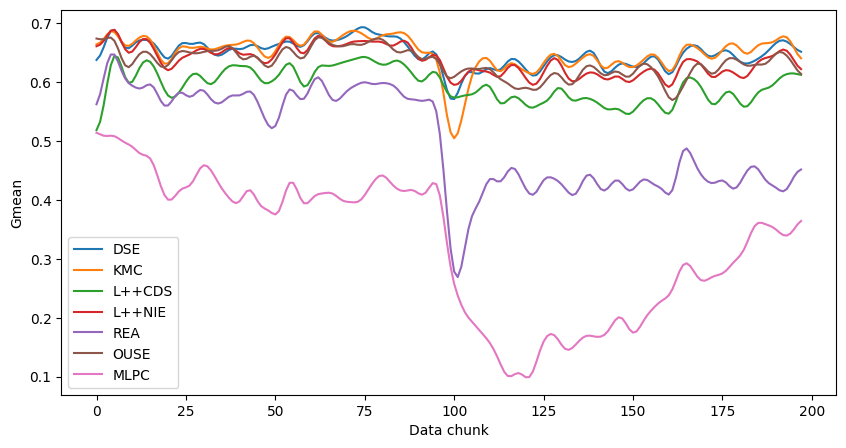 0.7
0.6
0.5
0.4
0.3
0.2
0.1
Gmean
DSE
KMC
L++CDS
L++NIE
REA
OUSE
MLPC
0 25 50 75 100 125 150 175 200
Data chunk